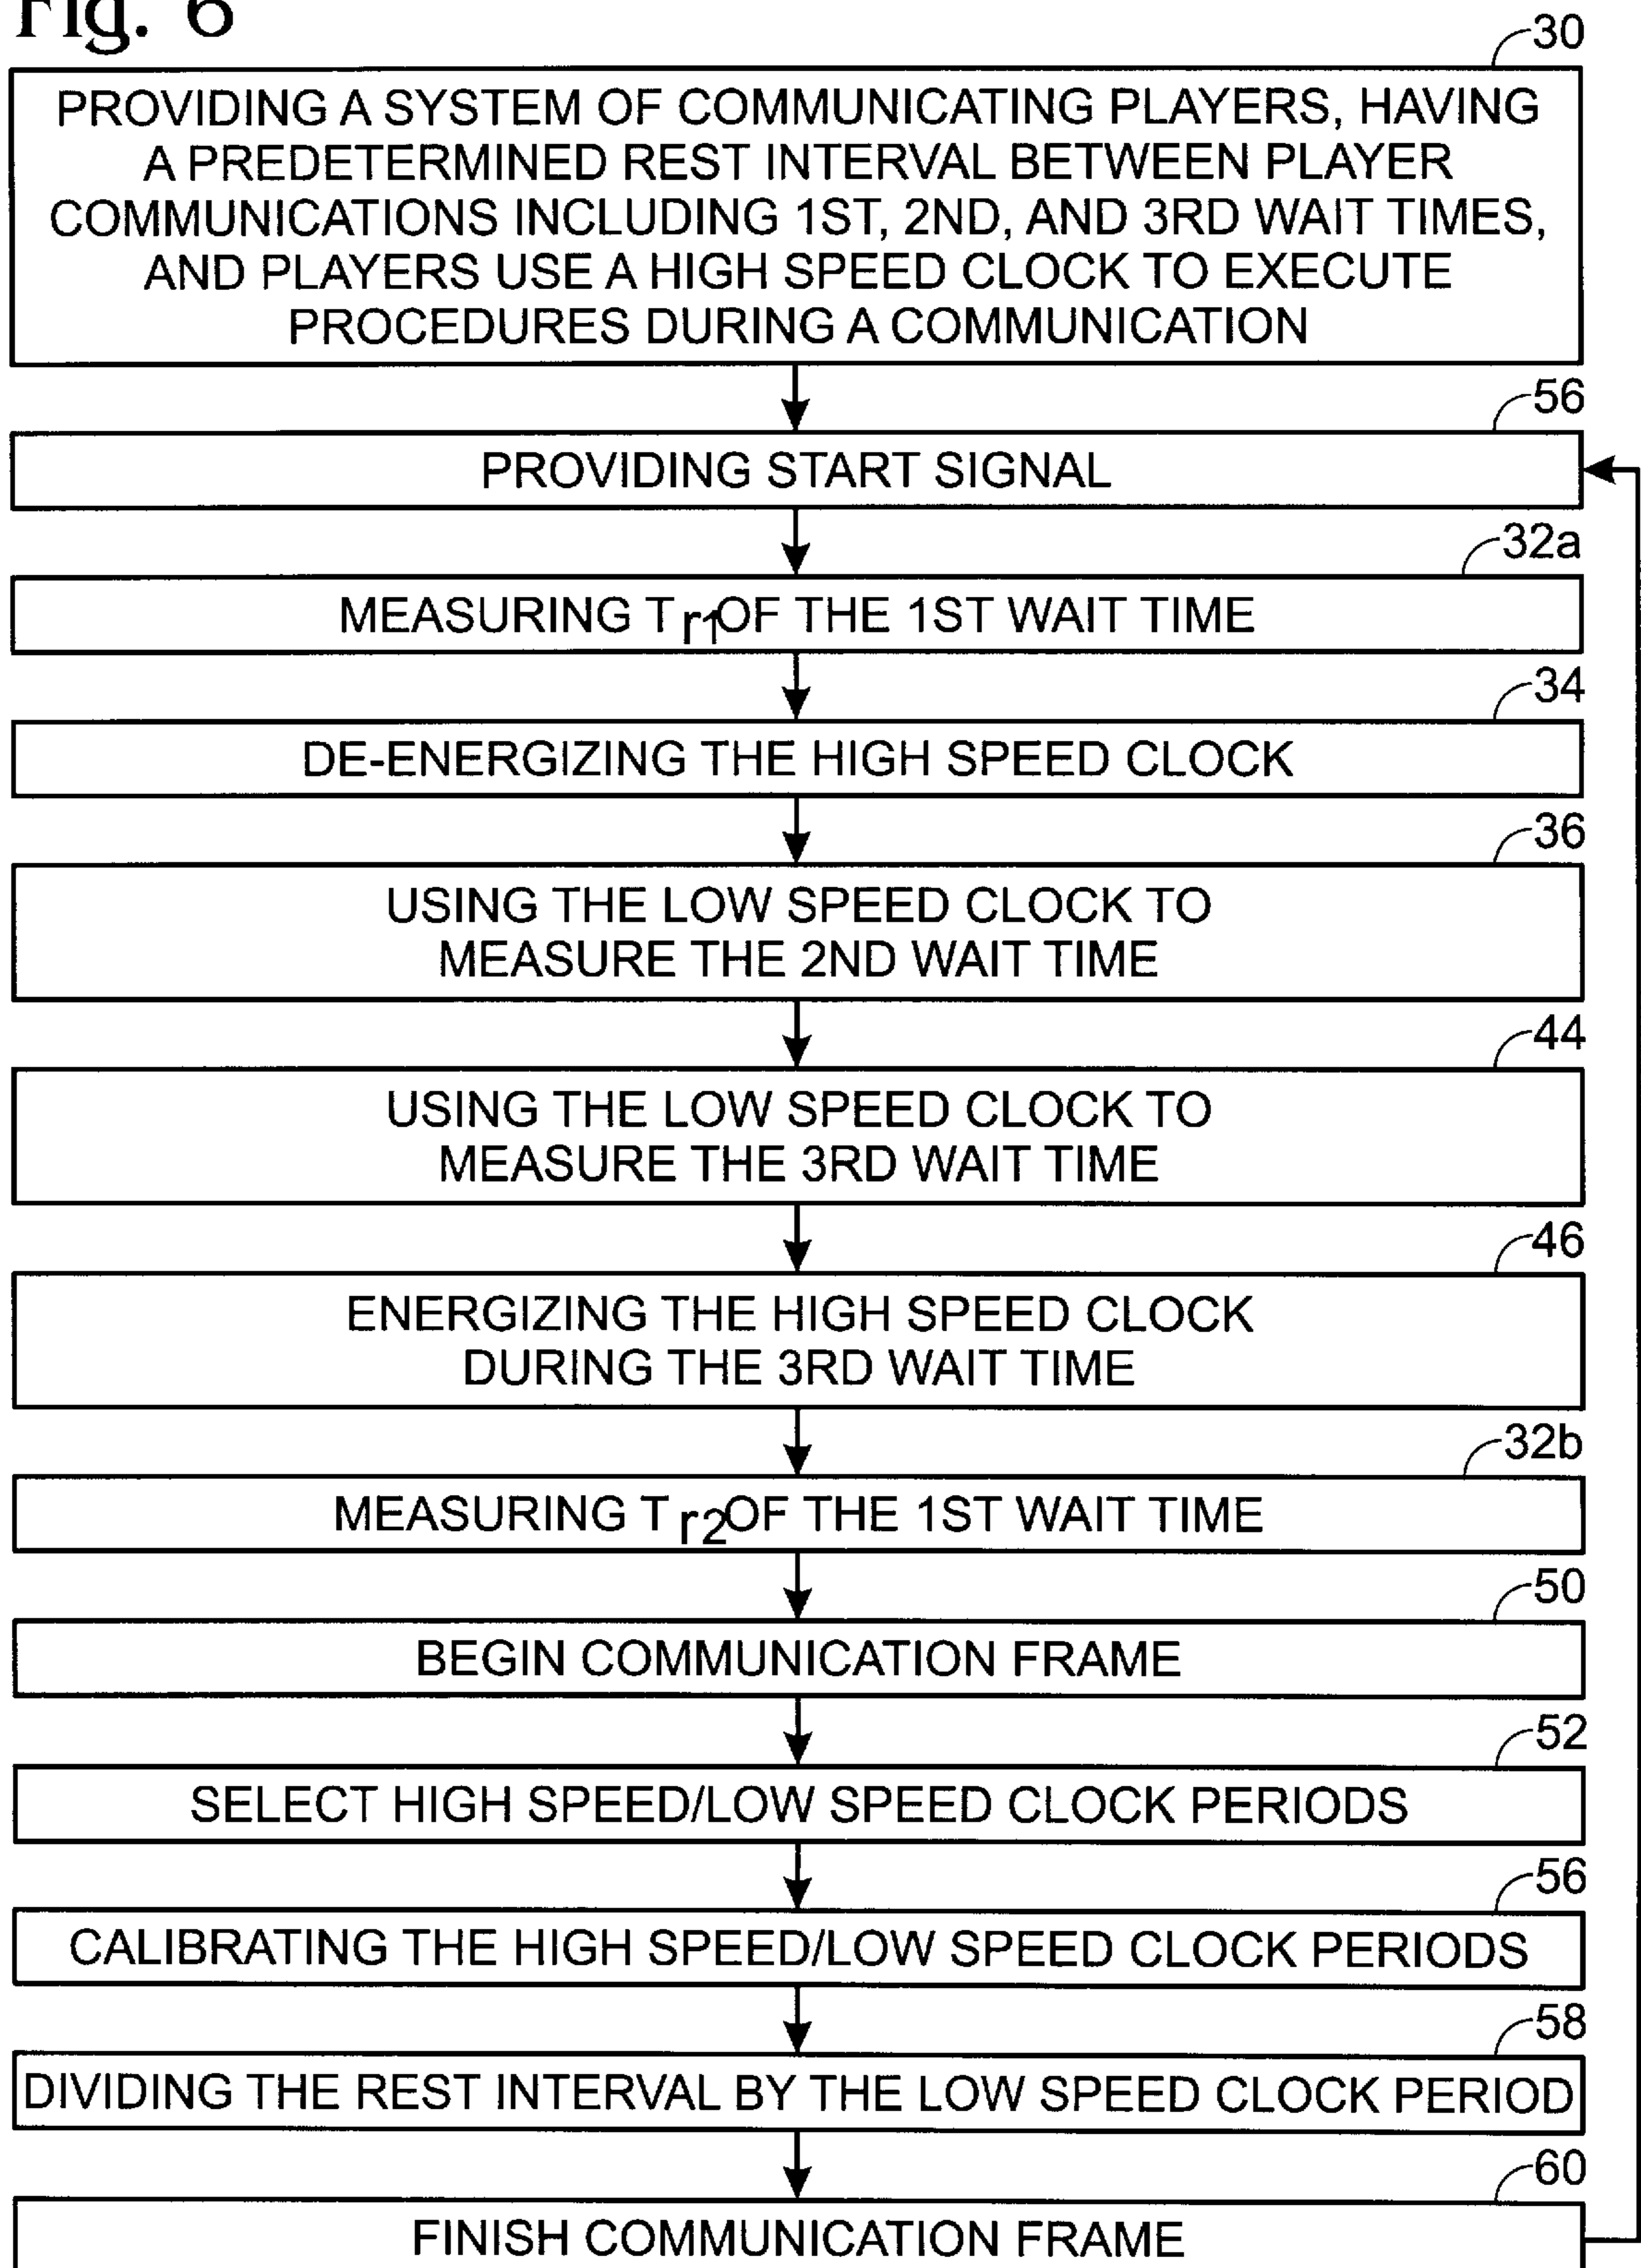 Fig. 6
30
PROVIDING A SYSTEM OF COMMUNICATING PLAYERS, HAVING
A PREDETERMINED REST INTERVAL BETWEEN PLAYER
COMMUNICATIONS INCLUDING 1ST, 2ND, AND 3RD WAIT TIMES,
AND PLAYERS USE A HIGH SPEED CLOCK TO EXECUTE
PROCEDURES DURING A COMMUNICATION
56
PROVIDING START SIGNAL
32a
MEASURING T r1 OF THE 1ST WAIT TIME
34
DE-ENERGIZING THE HIGH SPEED CLOCK
36
USING THE LOW SPEED CLOCK TO
MEASURE THE 2ND WAIT TIME
44
USING THE LOW SPEED CLOCK TO
MEASURE THE 3RD WAIT TIME
46
ENERGIZING THE HIGH SPEED CLOCK
DURING THE 3RD WAIT TIME
32b
MEASURING T r2 OF THE 1ST WAIT TIME
50
BEGIN COMMUNICATION FRAME
52
SELECT HIGH SPEED/LOW SPEED CLOCK PERIODS
56
CALIBRATING THE HIGH SPEED/LOW SPEED CLOCK PERIODS
58
DIVIDING THE REST INTERVAL BY THE LOW SPEED CLOCK PERIOD
60
FINISH COMMUNICATION FRAME